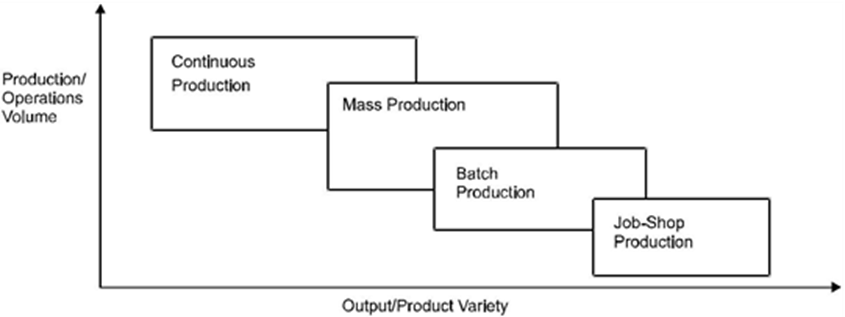 Continuous
Production
Production/
Operations
Volume
Mass Production
Batch
Production
Job-Shop
Production
Output/Product Variety